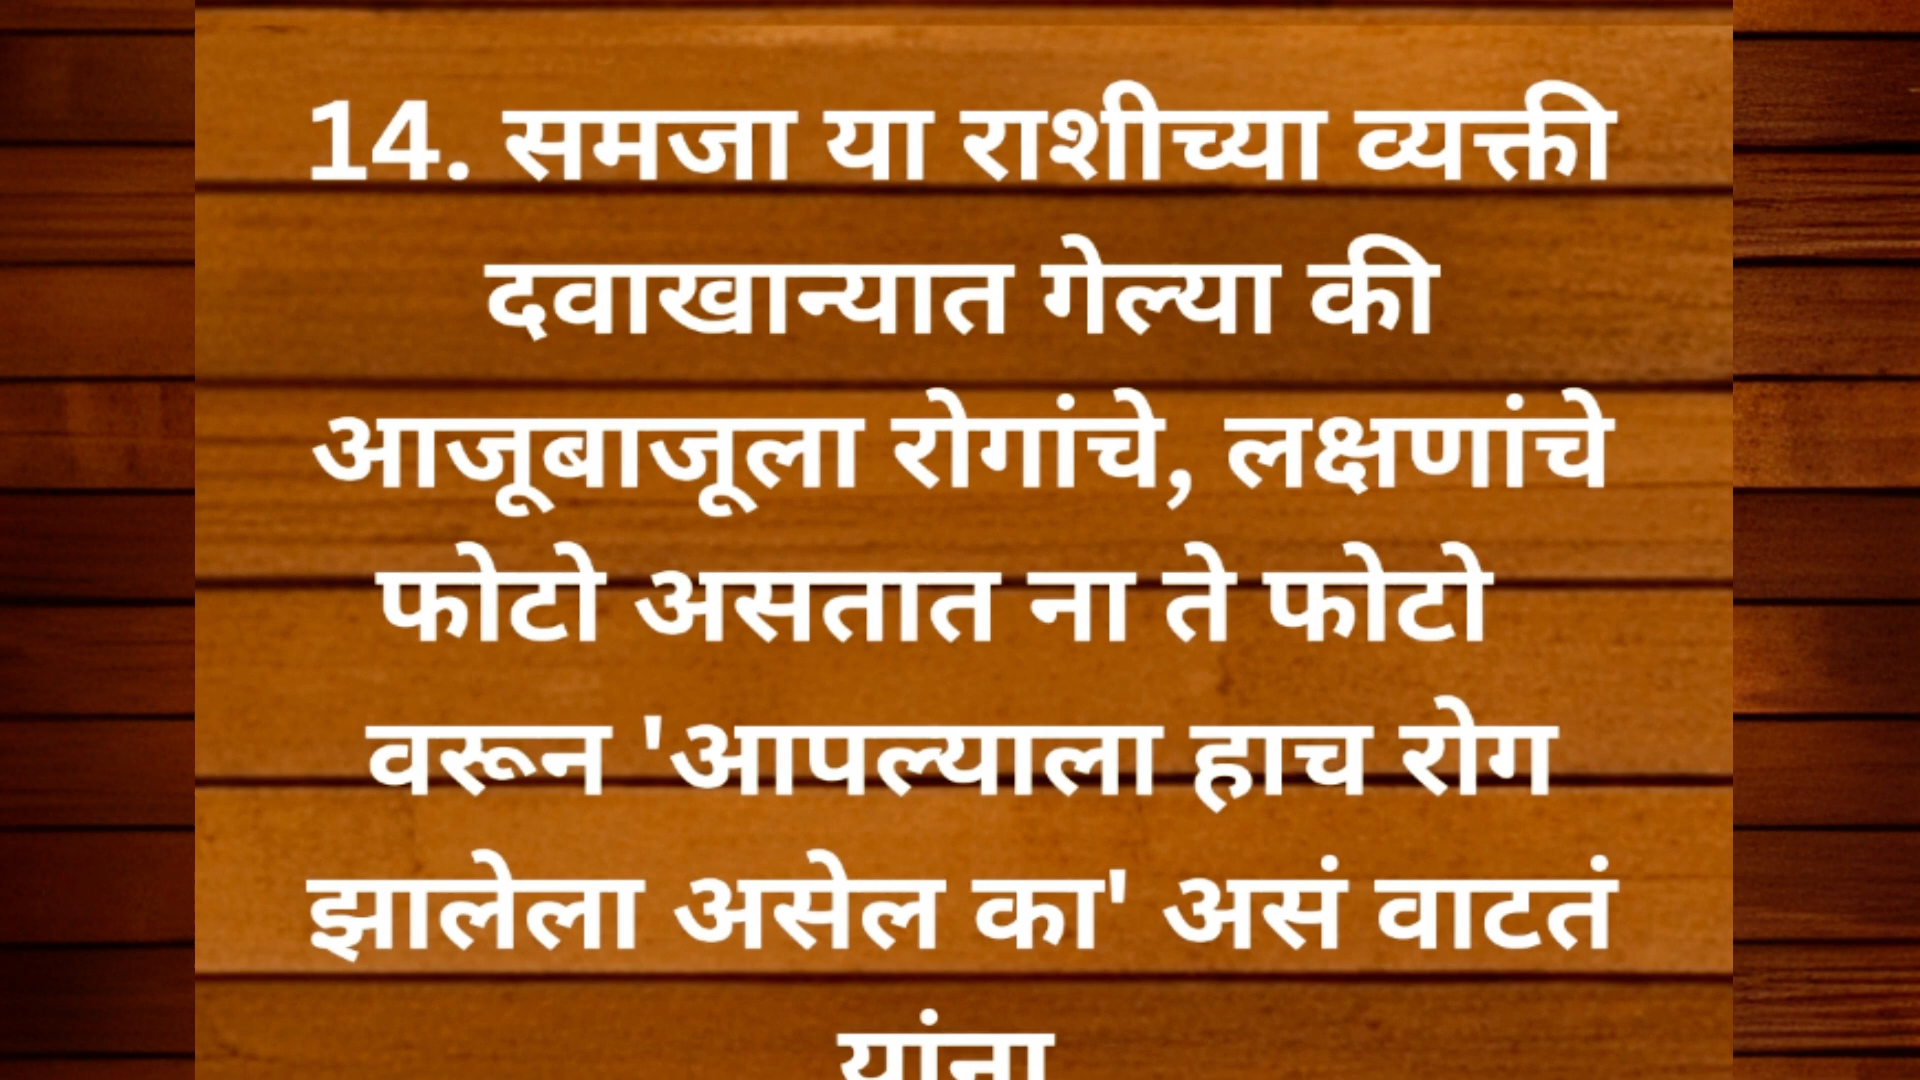 14. समजा या राशीच्या व्यक्ती
दवाखान्यात गेल्या की
आजूबाजूला रोगांचे, लक्षणांचे
फोटो असतात ना ते फोटो
वरून 'आपल्याला हाच रोग
झालेला असेल का' असं वाटतं
यांना